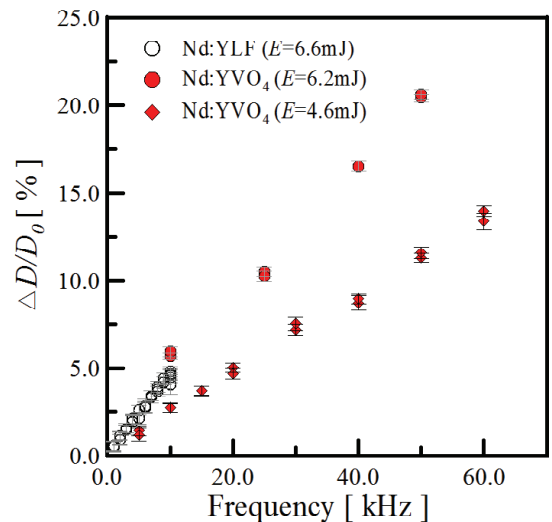 Nd:YLF (E=6.6mJ)
Nd:YVO4 (E=6.2mJ)
Nd:YVO4 (E=4.6mJ)
25.0
20.0
15.0
10.0
5.0
0.0
△D/D0 [ % ]
0.0 20.0 40.0 60.0
Frequency [ kHz ]